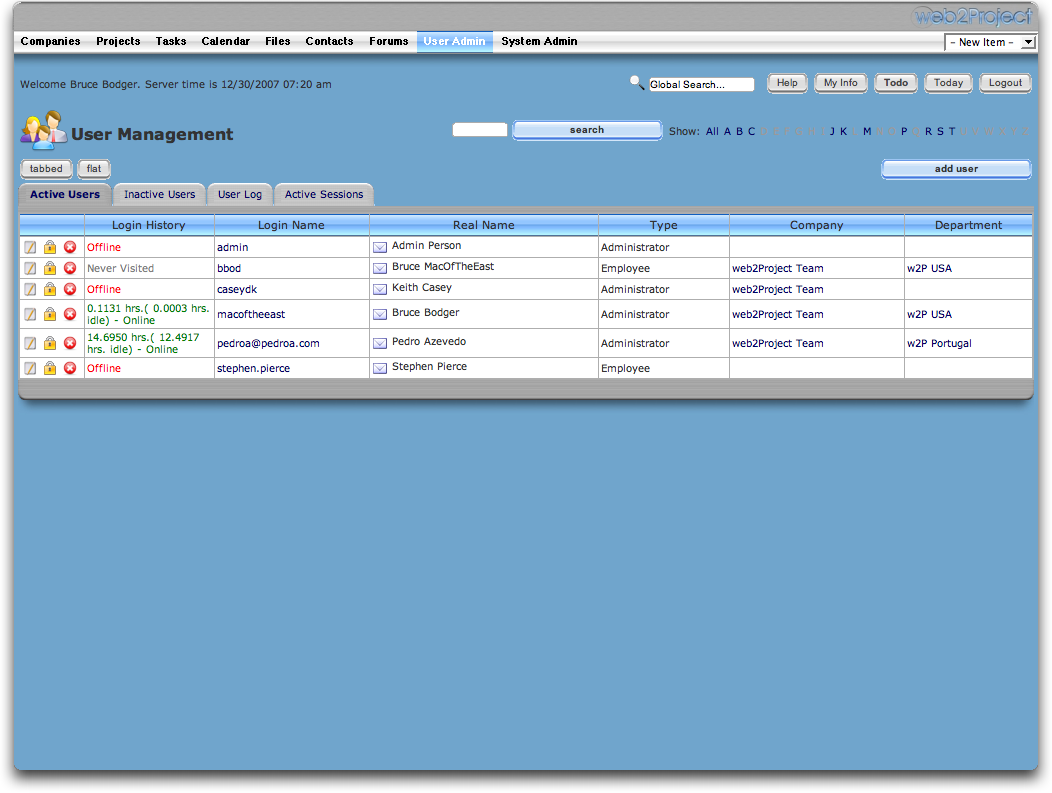 web2Project
Companies Projects Tasks Calendar Files Contacts Forums User Admin System Admin - New Item -
Welcome Bruce Bodger. Server time is 12/30/2007 07:20 am Global Search... Help My Info Todo Today Logout
User Management search Show: All A B C J K M P R S T
tabbed flat add user
Active Users Inactive Users User Log Active Sessions
Login History Login Name Real Name Type Company Department
Offline admin Admin Person Administrator
Never Visited bbod Bruce MacOfTheEast Employee web2Project Team w2P USA
Offline caseydk Keith Casey Administrator web2Project Team
0.1131 hrs.( 0.0003 hrs.
idle) - Online macoftheeast Bruce Bodger Administrator web2Project Team w2P USA
14.6950 hrs.( 12.4917
hrs. idle) - Online pedroa@pedroa.com Pedro Azevedo Administrator web2Project Team w2P Portugal
Offline stephen.pierce Stephen Pierce Employee